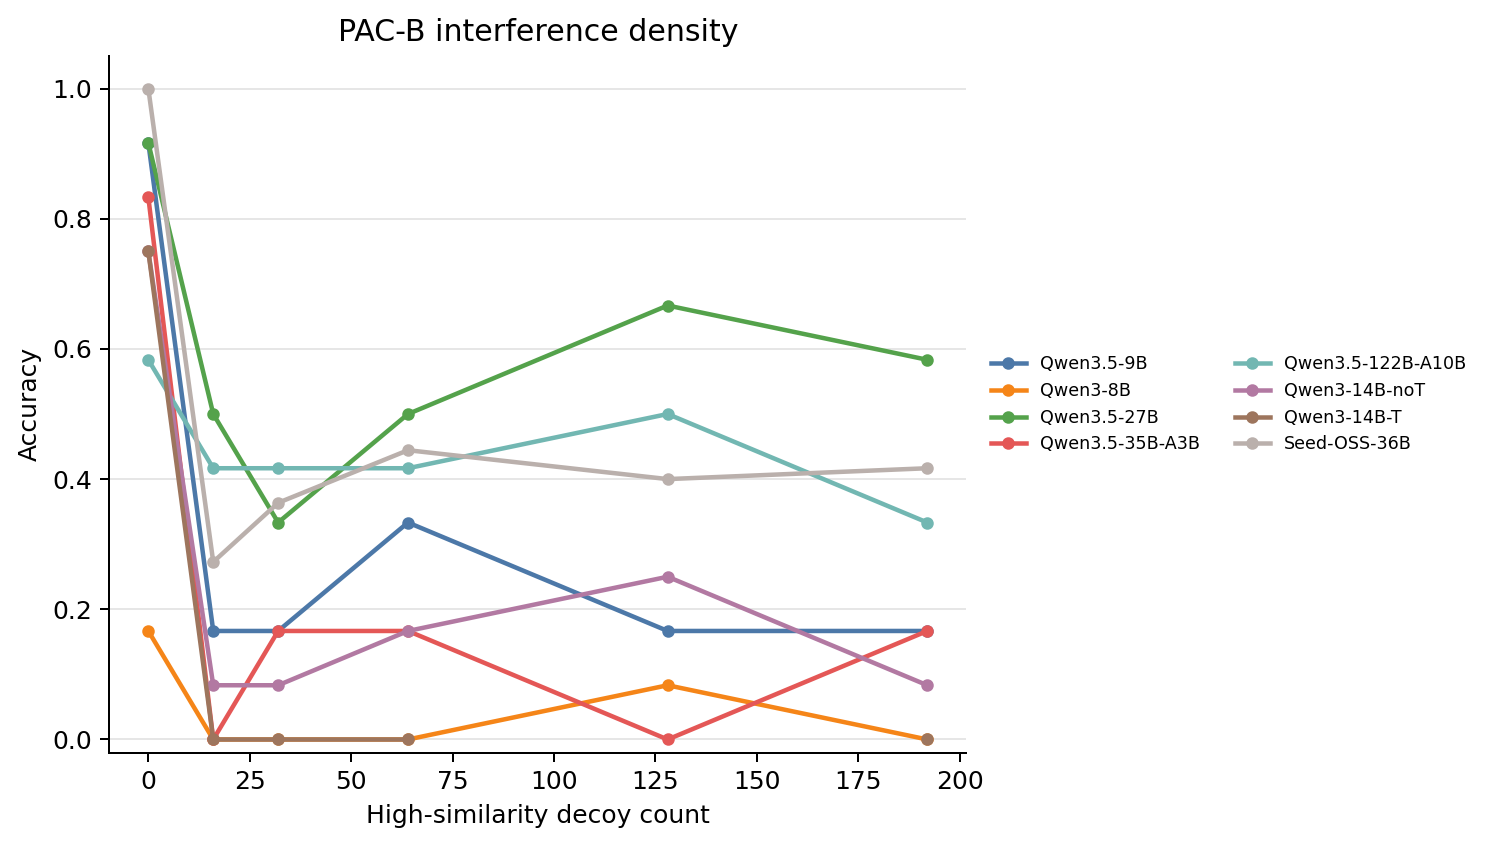 PAC-B interference density
Accuracy
1.0
0.8
0.6
0.4
0.2
0.0
0 25 50 75 100 125 150 175 200
High-similarity decoy count
Qwen3.5-9B
Qwen3-8B
Qwen3.5-27B
Qwen3.5-35B-A3B
Qwen3.5-122B-A10B
Qwen3-14B-noT
Qwen3-14B-T
Seed-OSS-36B